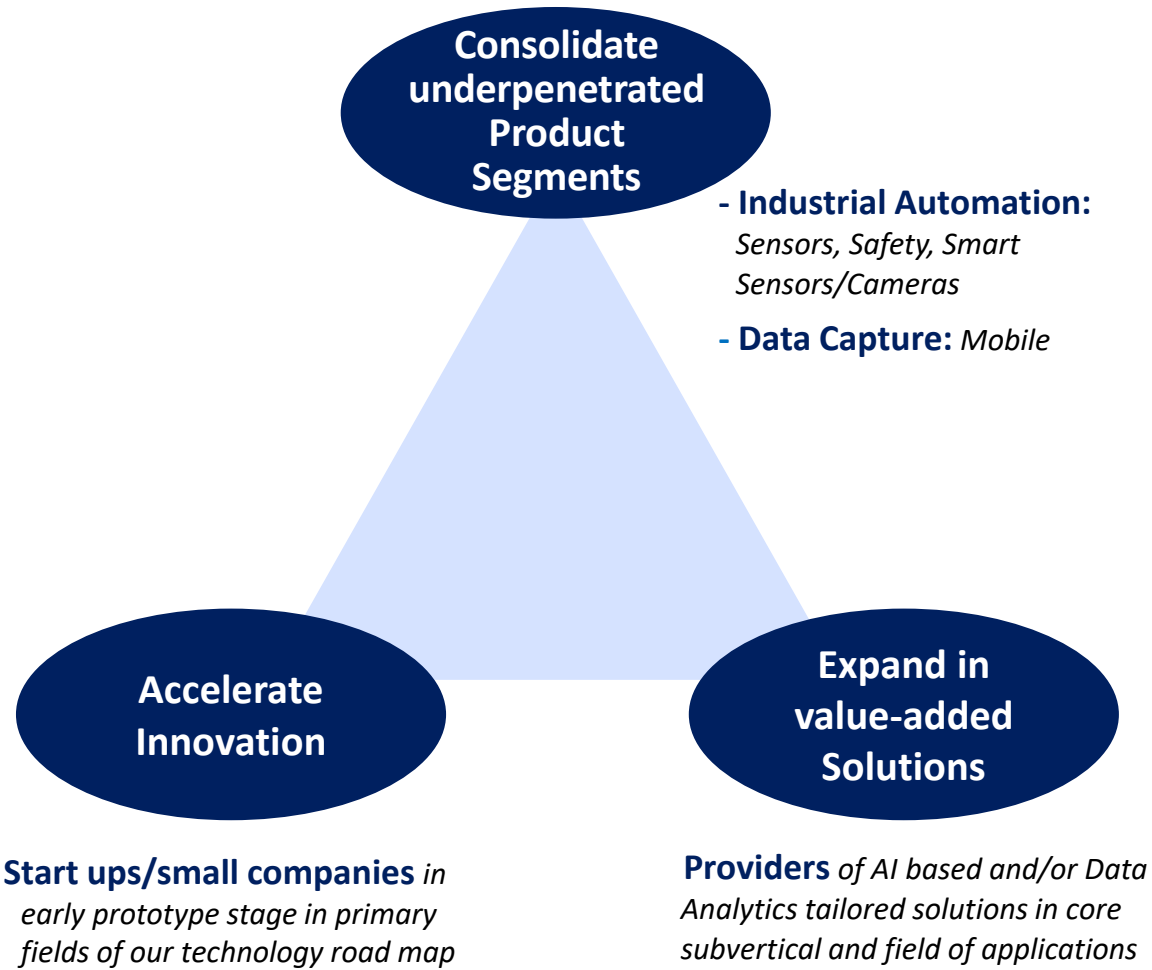 Consolidate
underpenetrated
Product
Segments
- Industrial Automation:
Sensors, Safety, Smart
Sensors/Cameras
- Data Capture: Mobile
Accelerate
Innovation
Expand in
value-added
Solutions
Start ups/small companies in
early prototype stage in primary
fields of our technology road map
Providers of AI based and/or Data
Analytics tailored solutions in core
subvertical and field of applications